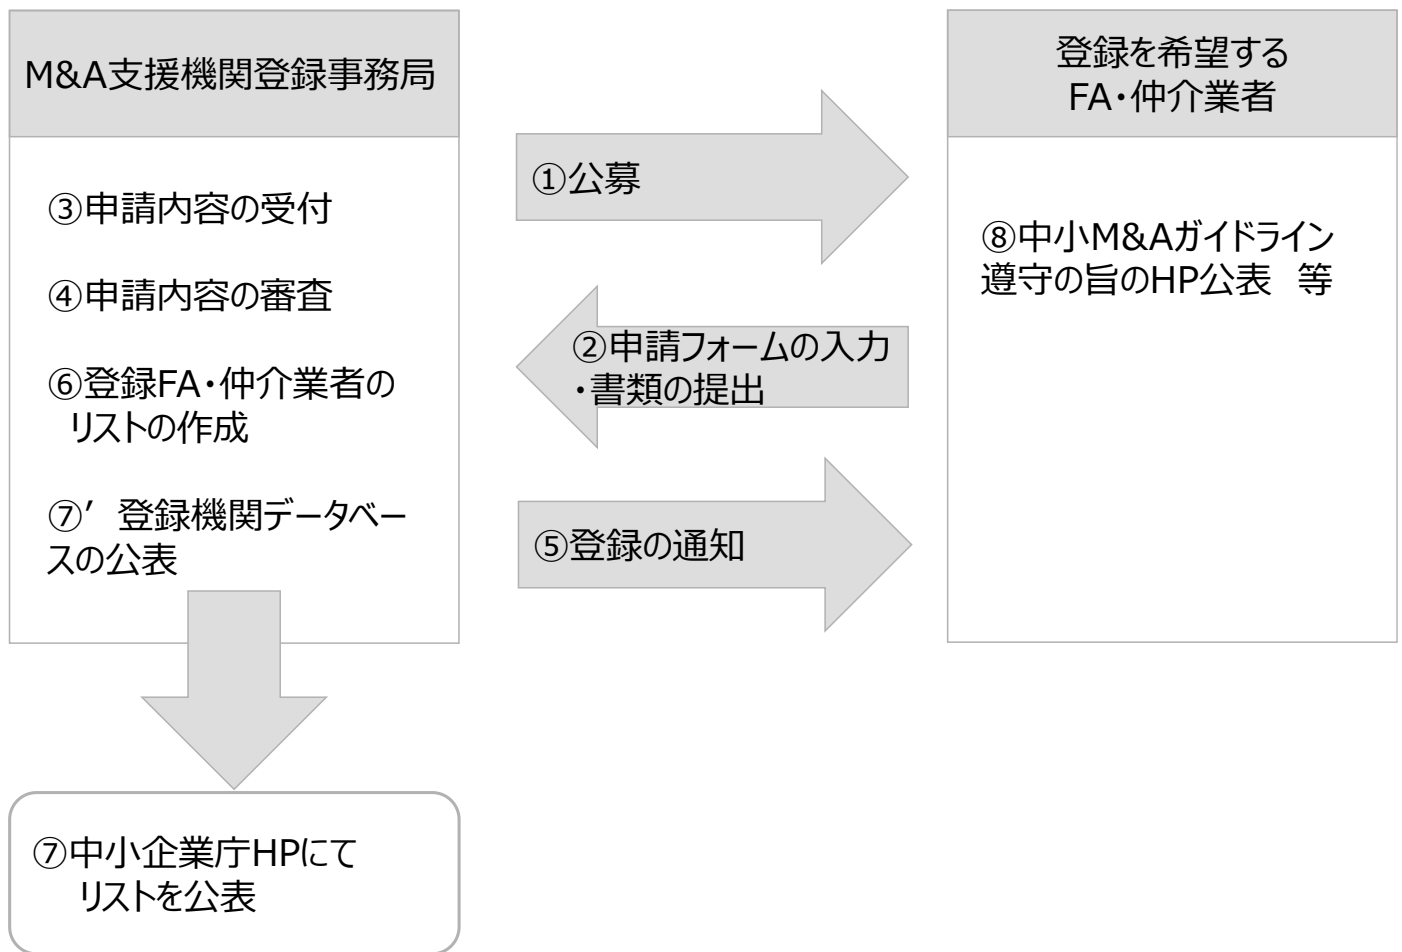 M&A支援機関登録事務局
③申請内容の受付
④申請内容の審査
⑥登録FA・仲介業者の
リストの作成
⑦’ 登録機関データベー
スの公表
①公募
②申請フォームの入力
・書類の提出
⑤登録の通知
登録を希望する
FA・仲介業者
⑧中小M&Aガイドライン
遵守の旨のHP公表　等
⑦中小企業庁HPにて
リストを公表